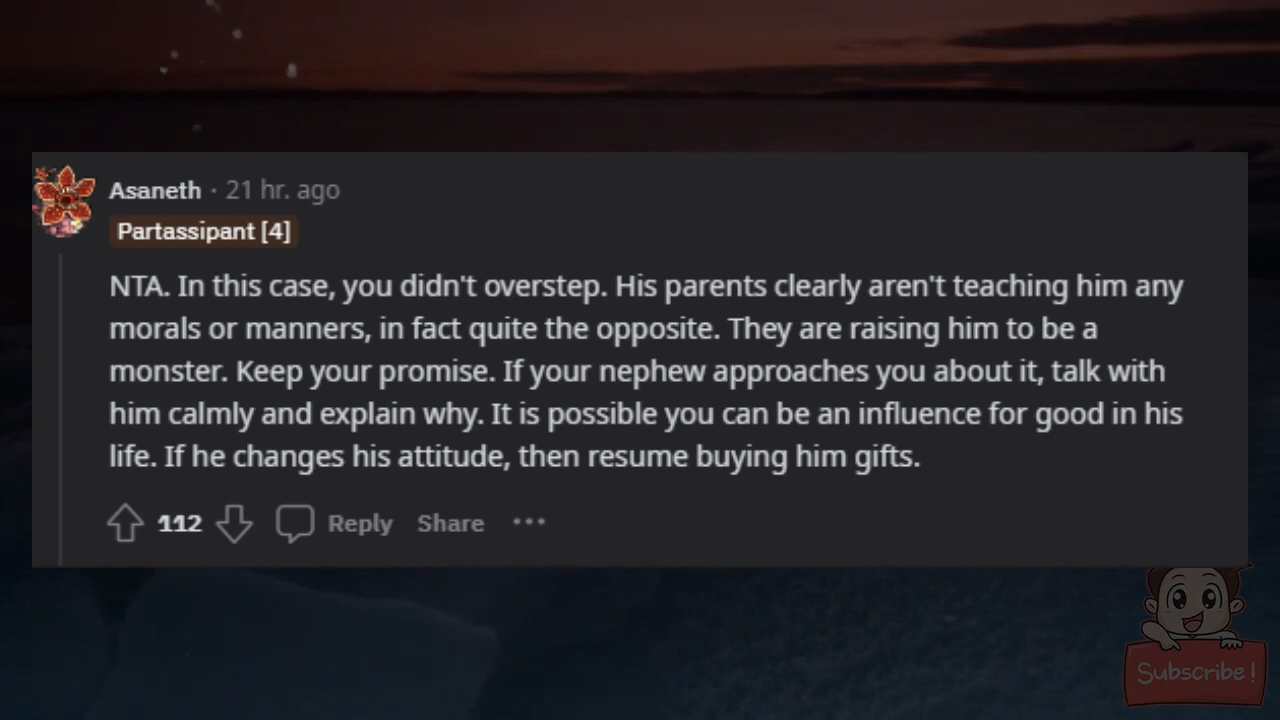 Asaneth · 21 hr. ago
Partassipant [4]
NTA. In this case, you didn't overstep. His parents clearly aren't teaching him any
morals or manners, in fact quite the opposite. They are raising him to be a
monster. Keep your promise. If your nephew approaches you about it, talk with
him calmly and explain why. It is possible you can be an influence for good in his
life. If he changes his attitude, then resume buying him gifts.
112 Reply Share
Subscribe!